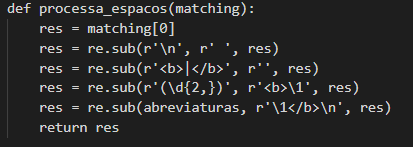 def processa_espacos(matching):
    res = matching[0]
    res = re.sub(r'\n', r' ', res)
    res = re.sub(r'<b>|</b>', r'', res)
    res = re.sub(r'(\d{2,})', r'<b>\1', res)
    res = re.sub(abreviaturas, r'\1</b>\n', res)
    return res